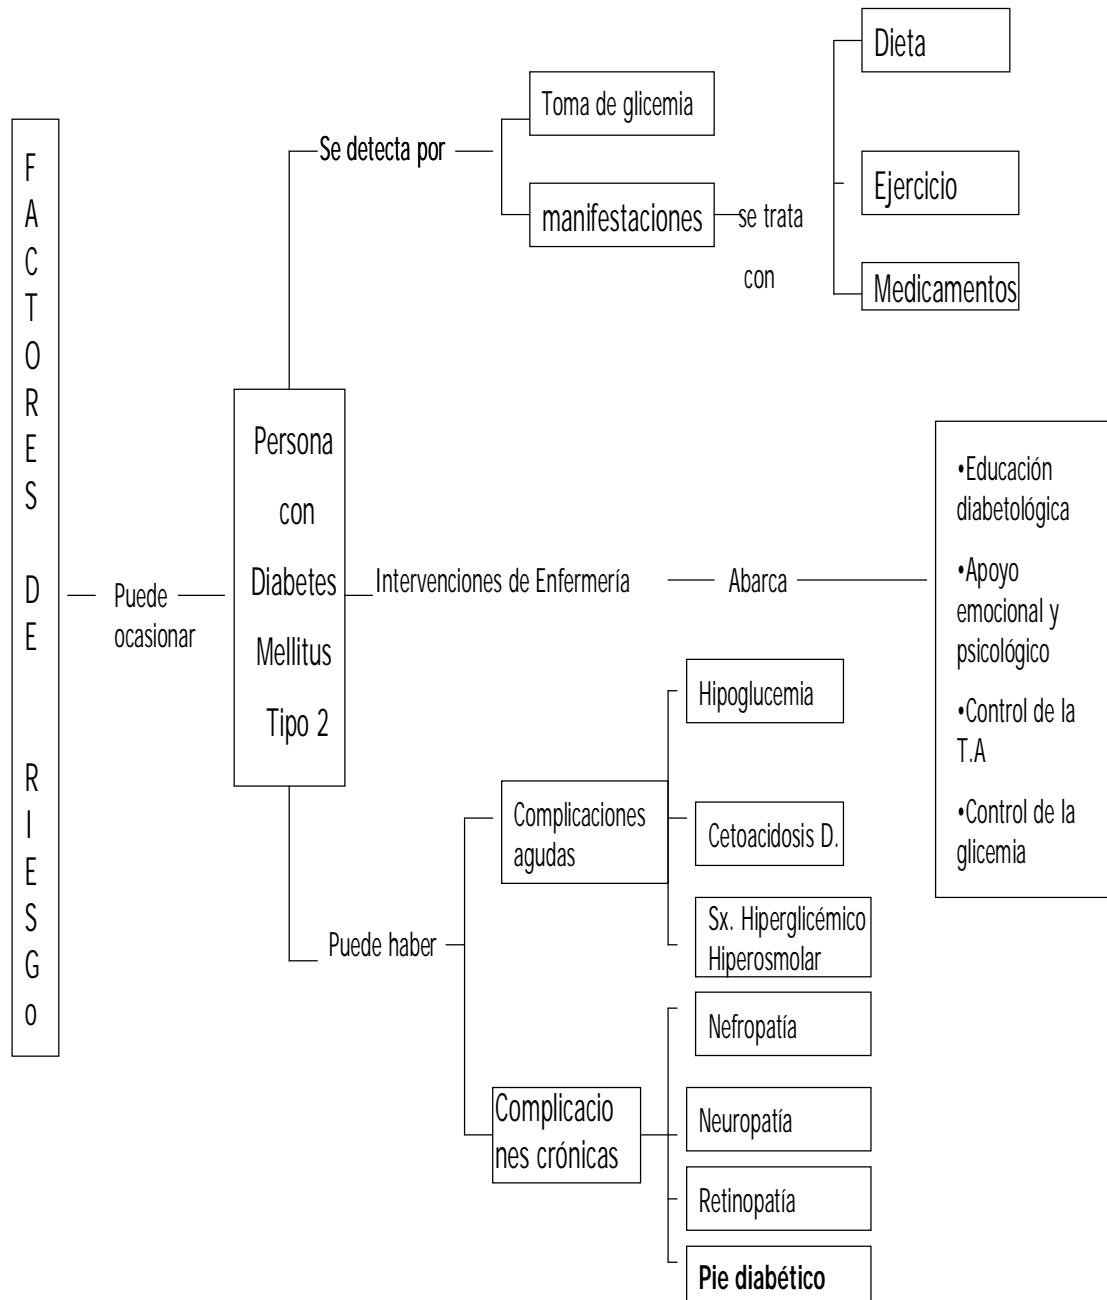 F
A
C
T
O
R
E
S
D
E
R
I
E
S
G
o
Puede
ocasionar
Persona
con
Diabetes
Mellitus
Tipo 2
Se detecta por
Toma de glicemia
manifestaciones
se trata
con
Dieta
Ejercicio
Medicamentos
Intervenciones de Enfermería
Abarca
•Educación
diabetológica
•Apoyo
emocional y
psicológico
•Control de la
T.A
•Control de la
glicemia
Puede haber
Complicaciones
agudas
Hipoglucemia
Cetoacidosis D.
Sx. Hiperglicémico
Hiperosmolar
Complicacio
nes crónicas
Nefropatía
Neuropatía
Retinopatía
Pie diabético